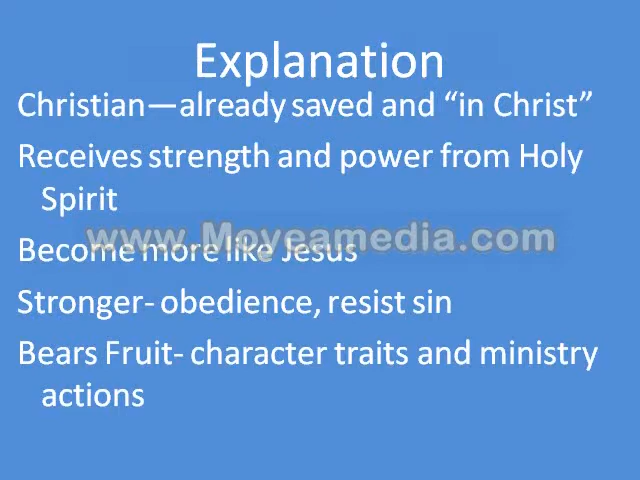 Explanation
Christian—already saved and “in Christ”
Receives strength and power from Holy
Spirit
www.Moyeamedia.com
Become more like Jesus
Stronger- obedience, resist sin
Bears Fruit- character traits and ministry
actions